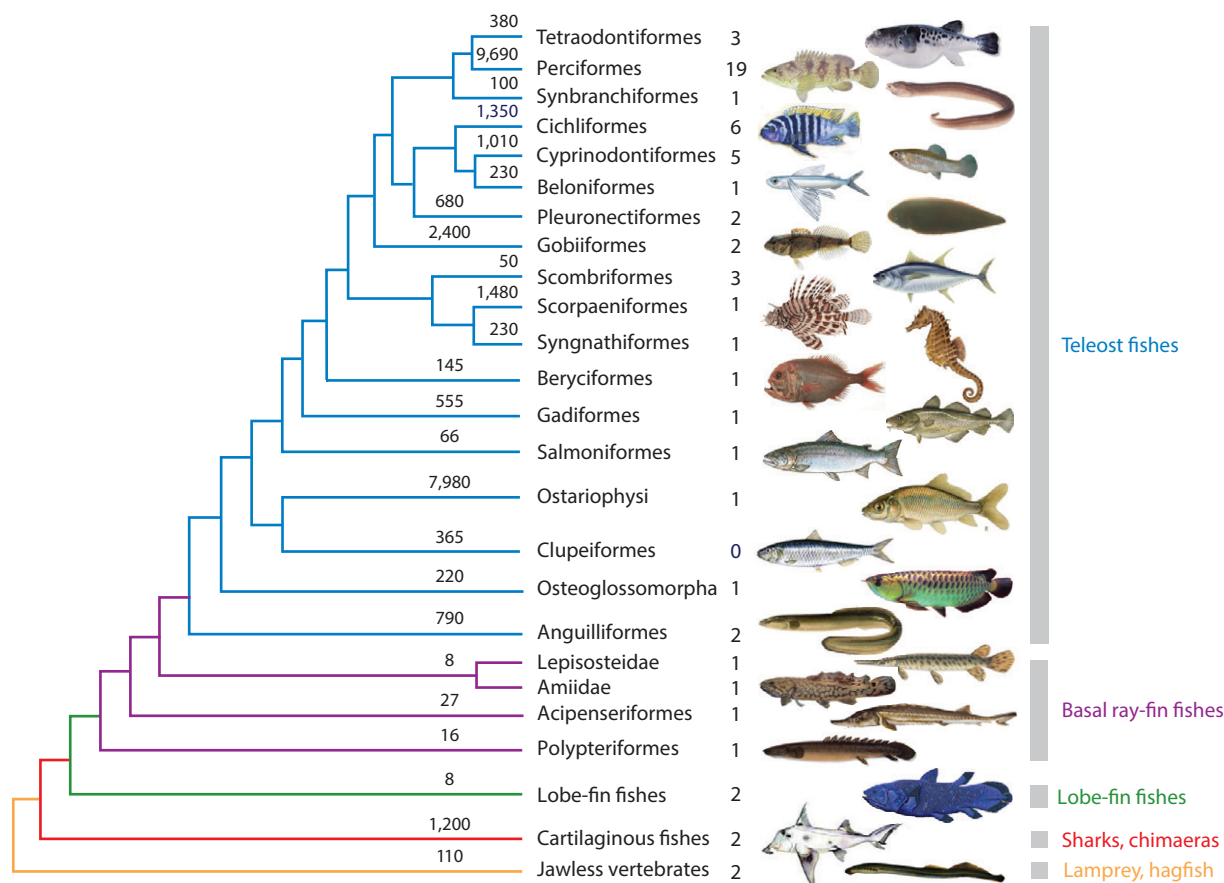 380
Tetraodontiformes 3
9,690
Perciformes 19
100
Synbranchiformes 1
1,350
Cichliformes 6
1,010
Cyprinodontiformes 5
230
Beloniformes 1
680
Pleuronectiformes 2
2,400
Gobiiformes 2
50
Scombriformes 3
1,480
Scorpaeniformes 1
230
Syngnathiformes 1
Teleost fishes
145
Beryciformes 1
555
Gadiformes 1
66
Salmoniformes 1
7,980
Ostariophysi 1
365
Clupeiformes 0
220
Osteoglossomorpha 1
790
Anguilliformes 2
8
Lepisosteidae 1
Amiidae 1
27
Acipenseriformes 1
Basal ray-fin fishes
16
Polypteriformes 1
8
Lobe-fin fishes 2
Lobe-fin fishes
1,200
Cartilaginous fishes 2
Sharks, chimaeras
110
Jawless vertebrates 2
Lamprey, hagfish